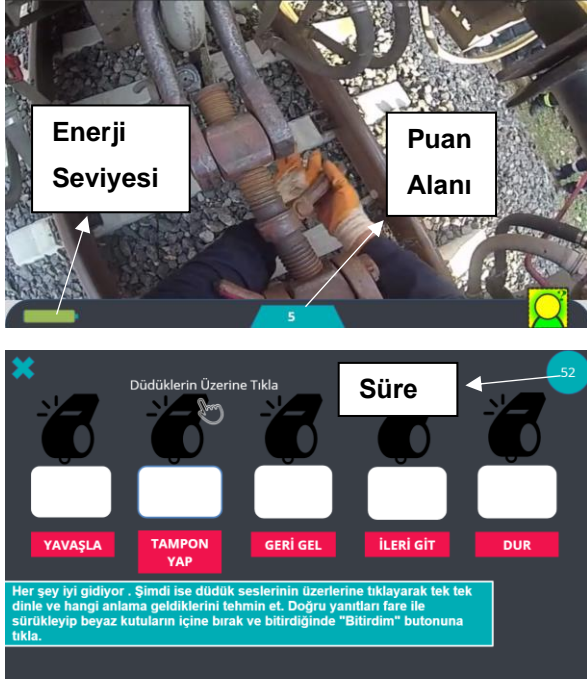 Enerji
Seviyesi
Puan
Alanı
5
Düdüklerin Üzerine Tıkla
Süre
52
YAVAŞLA
TAMPON
YAP
GERİ GEL
İLERİ GİT
DUR
Her şey iyi gidiyor . Şimdi ise düdük seslerinin üzerlerine tıklayarak tek tek
dinle ve hangi anlama geldiklerini tehmin et. Doğru yanıtları fare ile
sürükleyip beyaz kutuların içine bırak ve bitirdiğinde "Bitirdim" butonuna
tıkla.